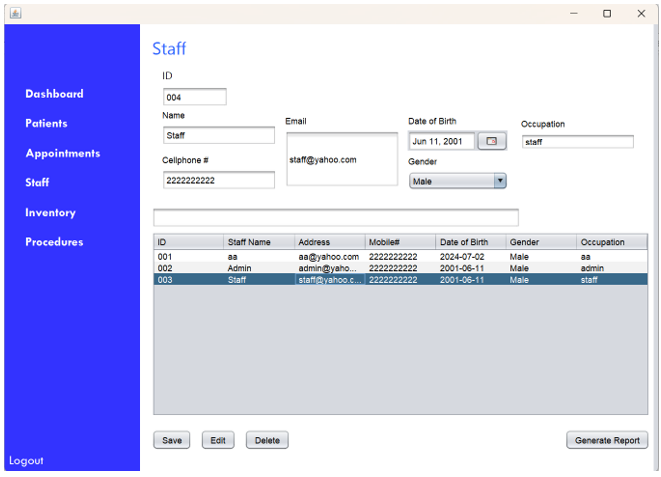 Staff
ID
004
Name
Staff
Email
staff@yahoo.com
Date of Birth
Jun 11, 2001
Occupation
staff
Cellphone #
2222222222
Gender
Male
Dashboard
Patients
Appointments
Staff
Inventory
Procedures
Logout
ID Staff Name Address Mobile# Date of Birth Gender Occupation
001 aa aa@yahoo.com 2222222222 2024-07-02 Male aa
002 Admin admin@yaho... 2222222222 2001-06-11 Male admin
003 Staff staff@yahoo.c... 2222222222 2001-06-11 Male staff
Save Edit Delete Generate Report